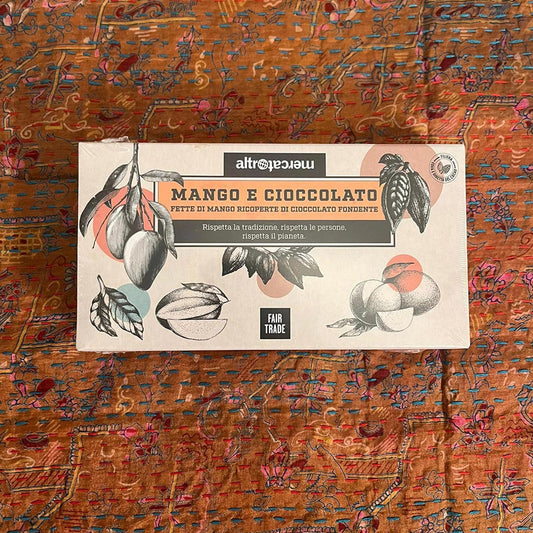 altromercato
MANGO E CIOCCOLATO
FETTE DI MANGO RICOPERTE DI CIOCCOLATO FONDENTE
Rispetta la tradizione, rispetta le persone,
rispetta il pianeta.
FAIR
TRADE